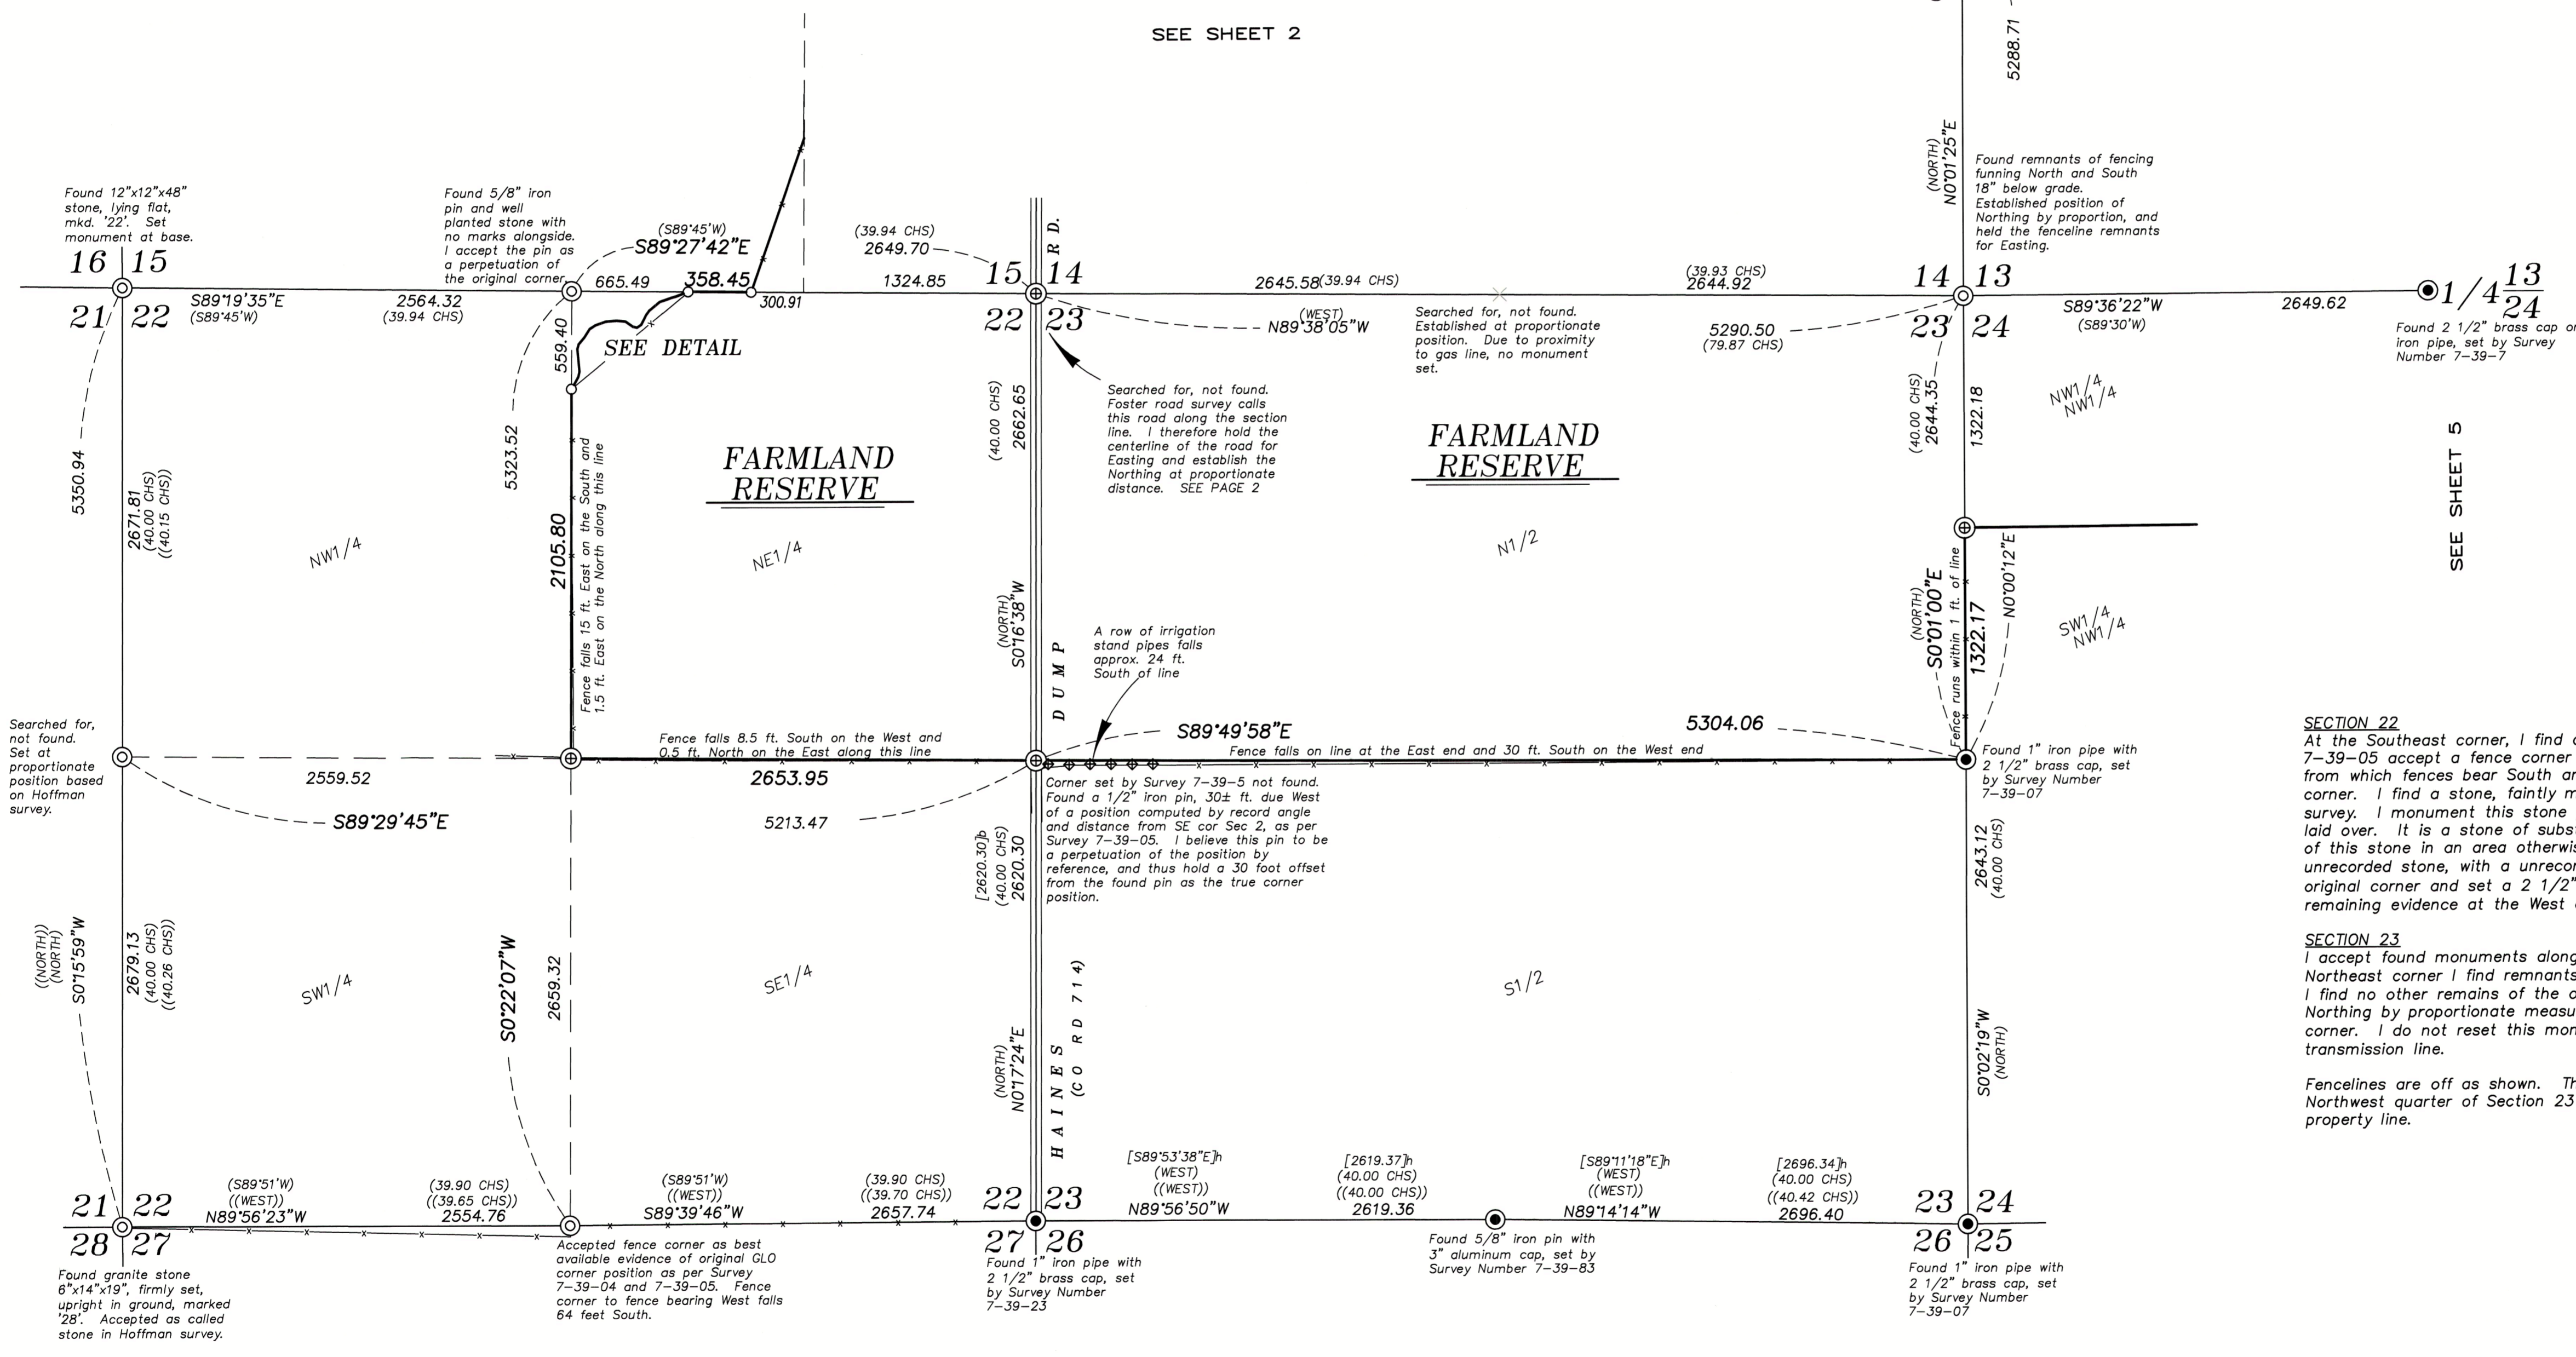 SEE SHEET 2
5288.71
(NORTH)
N0°01'25"E
Found remnants of fencing
funning North and South
18" below grade.
Established position of
Northing by proportion, and
held the fenceline remnants
for Easting.
Found 12"x12"x48"
stone, lying flat,
mkd. '22'. Set
monument at base.
16 15
21 22
S89°19'35"E
(S89°45'W)
2564.32
(39.94 CHS)
Found 5/8" iron
pin and well
planted stone with
no marks alongside.
I accept the pin as
a perpetuation of
the original corner.
(S89°45'W)
S89°27'42"E
665.49
358.45
300.91
(39.94 CHS)
2649.70
1324.85
RD.
15 14
22 23
2645.58(39.94 CHS)
(WEST)
N89°38'05"W
(39.93 CHS)
2644.92
Searched for, not found.
Established at proportionate
position. Due to proximity
to gas line, no monument
set.
5290.50
(79.87 CHS)
14 13
23 24
S89°36'22"W
(S89°30'W)
2649.62
1/4 13
24
Found 2 1/2" brass cap on
iron pipe, set by Survey
Number 7-39-7
559.40
SEE DETAIL
5350.94
2671.81
(40.00 CHS)
((40.15 CHS))
5323.52
2105.80
Fence falls 15 ft. East on the South and
1.5 ft. East on the North along this line
FARMLAND
RESERVE
(40.00 CHS)
2662.65
Searched for, not found.
Foster road survey calls
this road along the section
line. I therefore hold the
centerline of the road for
Easting and establish the
Northing at proportionate
distance. SEE PAGE 2
FARMLAND
RESERVE
(40.00 CHS)
2644.35
1322.18
NW1/4
NW1/4
SEE SHEET 5
NW1/4
NE1/4
N1/2
(NORTH)
S0°16'38"W
DUMP
A row of irrigation
stand pipes falls
approx. 24 ft.
South of line
(NORTH)
S0°01'00"E
Fence runs within 1 ft. of line
1322.17
N0°00'12"E
SW1/4
NW1/4
Searched for,
not found.
Set at
proportionate
position based
on Hoffman
survey.
2559.52
S89°29'45"E
Fence falls 8.5 ft. South on the West and
0.5 ft. North on the East along this line
2653.95
5213.47
S89°49'58"E
5304.06
Fence falls on line at the East end and 30 ft. South on the West end
Found 1" iron pipe with
2 1/2" brass cap, set
by Survey Number
7-39-07
Corner set by Survey 7-39-5 not found.
Found a 1/2" iron pin, 30± ft. due West
of a position computed by record angle
and distance from SE cor Sec 2, as per
Survey 7-39-05. I believe this pin to be
a perpetuation of the position by
reference, and thus hold a 30 foot offset
from the found pin as the true corner
position.
[2620.30]b
(40.00 CHS)
2620.30
2643.12
(40.00 CHS)
SECTION 22
At the Southeast corner, I find
7-39-05 accept a fence corner
from which fences bear South
corner. I find a stone, faintly
survey. I monument this stone
laid over. It is a stone of
of this stone in an area
unrecorded stone, with a
original corner and set a 2 1/2"
remaining evidence at the West
SECTION 23
I accept found monuments along
Northeast corner I find remnants
I find no other remains of the
Northing by proportionate
corner. I do not reset this
transmission line.
Fencelines are off as shown.
Northwest quarter of Section 23
property line.
((NORTH))
(NORTH)
S0°15'59"W
2679.13
(40.00 CHS)
((40.26 CHS))
SW1/4
S0°22'07"W
2659.32
SE1/4
(NORTH)
N0°17'24"E
HAINES
(CO RD 714)
S1/2
S0°02'19"W
(NORTH)
21 22
28 27
(S89°51'W)
((WEST))
N89°56'23"W
(39.90 CHS)
((39.65 CHS))
2554.76
(S89°51'W)
((WEST))
S89°39'46"W
(39.90 CHS)
((39.70 CHS))
2657.74
22 23
27 26
[S89°53'38"E]h
(WEST)
((WEST))
N89°56'50"W
[2619.37]h
(40.00 CHS)
((40.00 CHS))
2619.36
[S89°11'18"E]h
(WEST)
((WEST))
N89°14'14"W
[2696.34]h
(40.00 CHS)
((40.42 CHS))
2696.40
23 24
26 25
Found granite stone
6"x14"x19", firmly set,
upright in ground, marked
'28'. Accepted as called
stone in Hoffman survey.
Accepted fence corner as best
available evidence of original GLO
corner position as per Survey
7-39-04 and 7-39-05. Fence
corner to fence bearing West falls
64 feet South.
Found 1" iron pipe with
2 1/2" brass cap, set
by Survey Number
7-39-23
Found 5/8" iron pin with
3" aluminum cap, set by
Survey Number 7-39-83
Found 1" iron pipe with
2 1/2" brass cap, set
by Survey Number
7-39-07